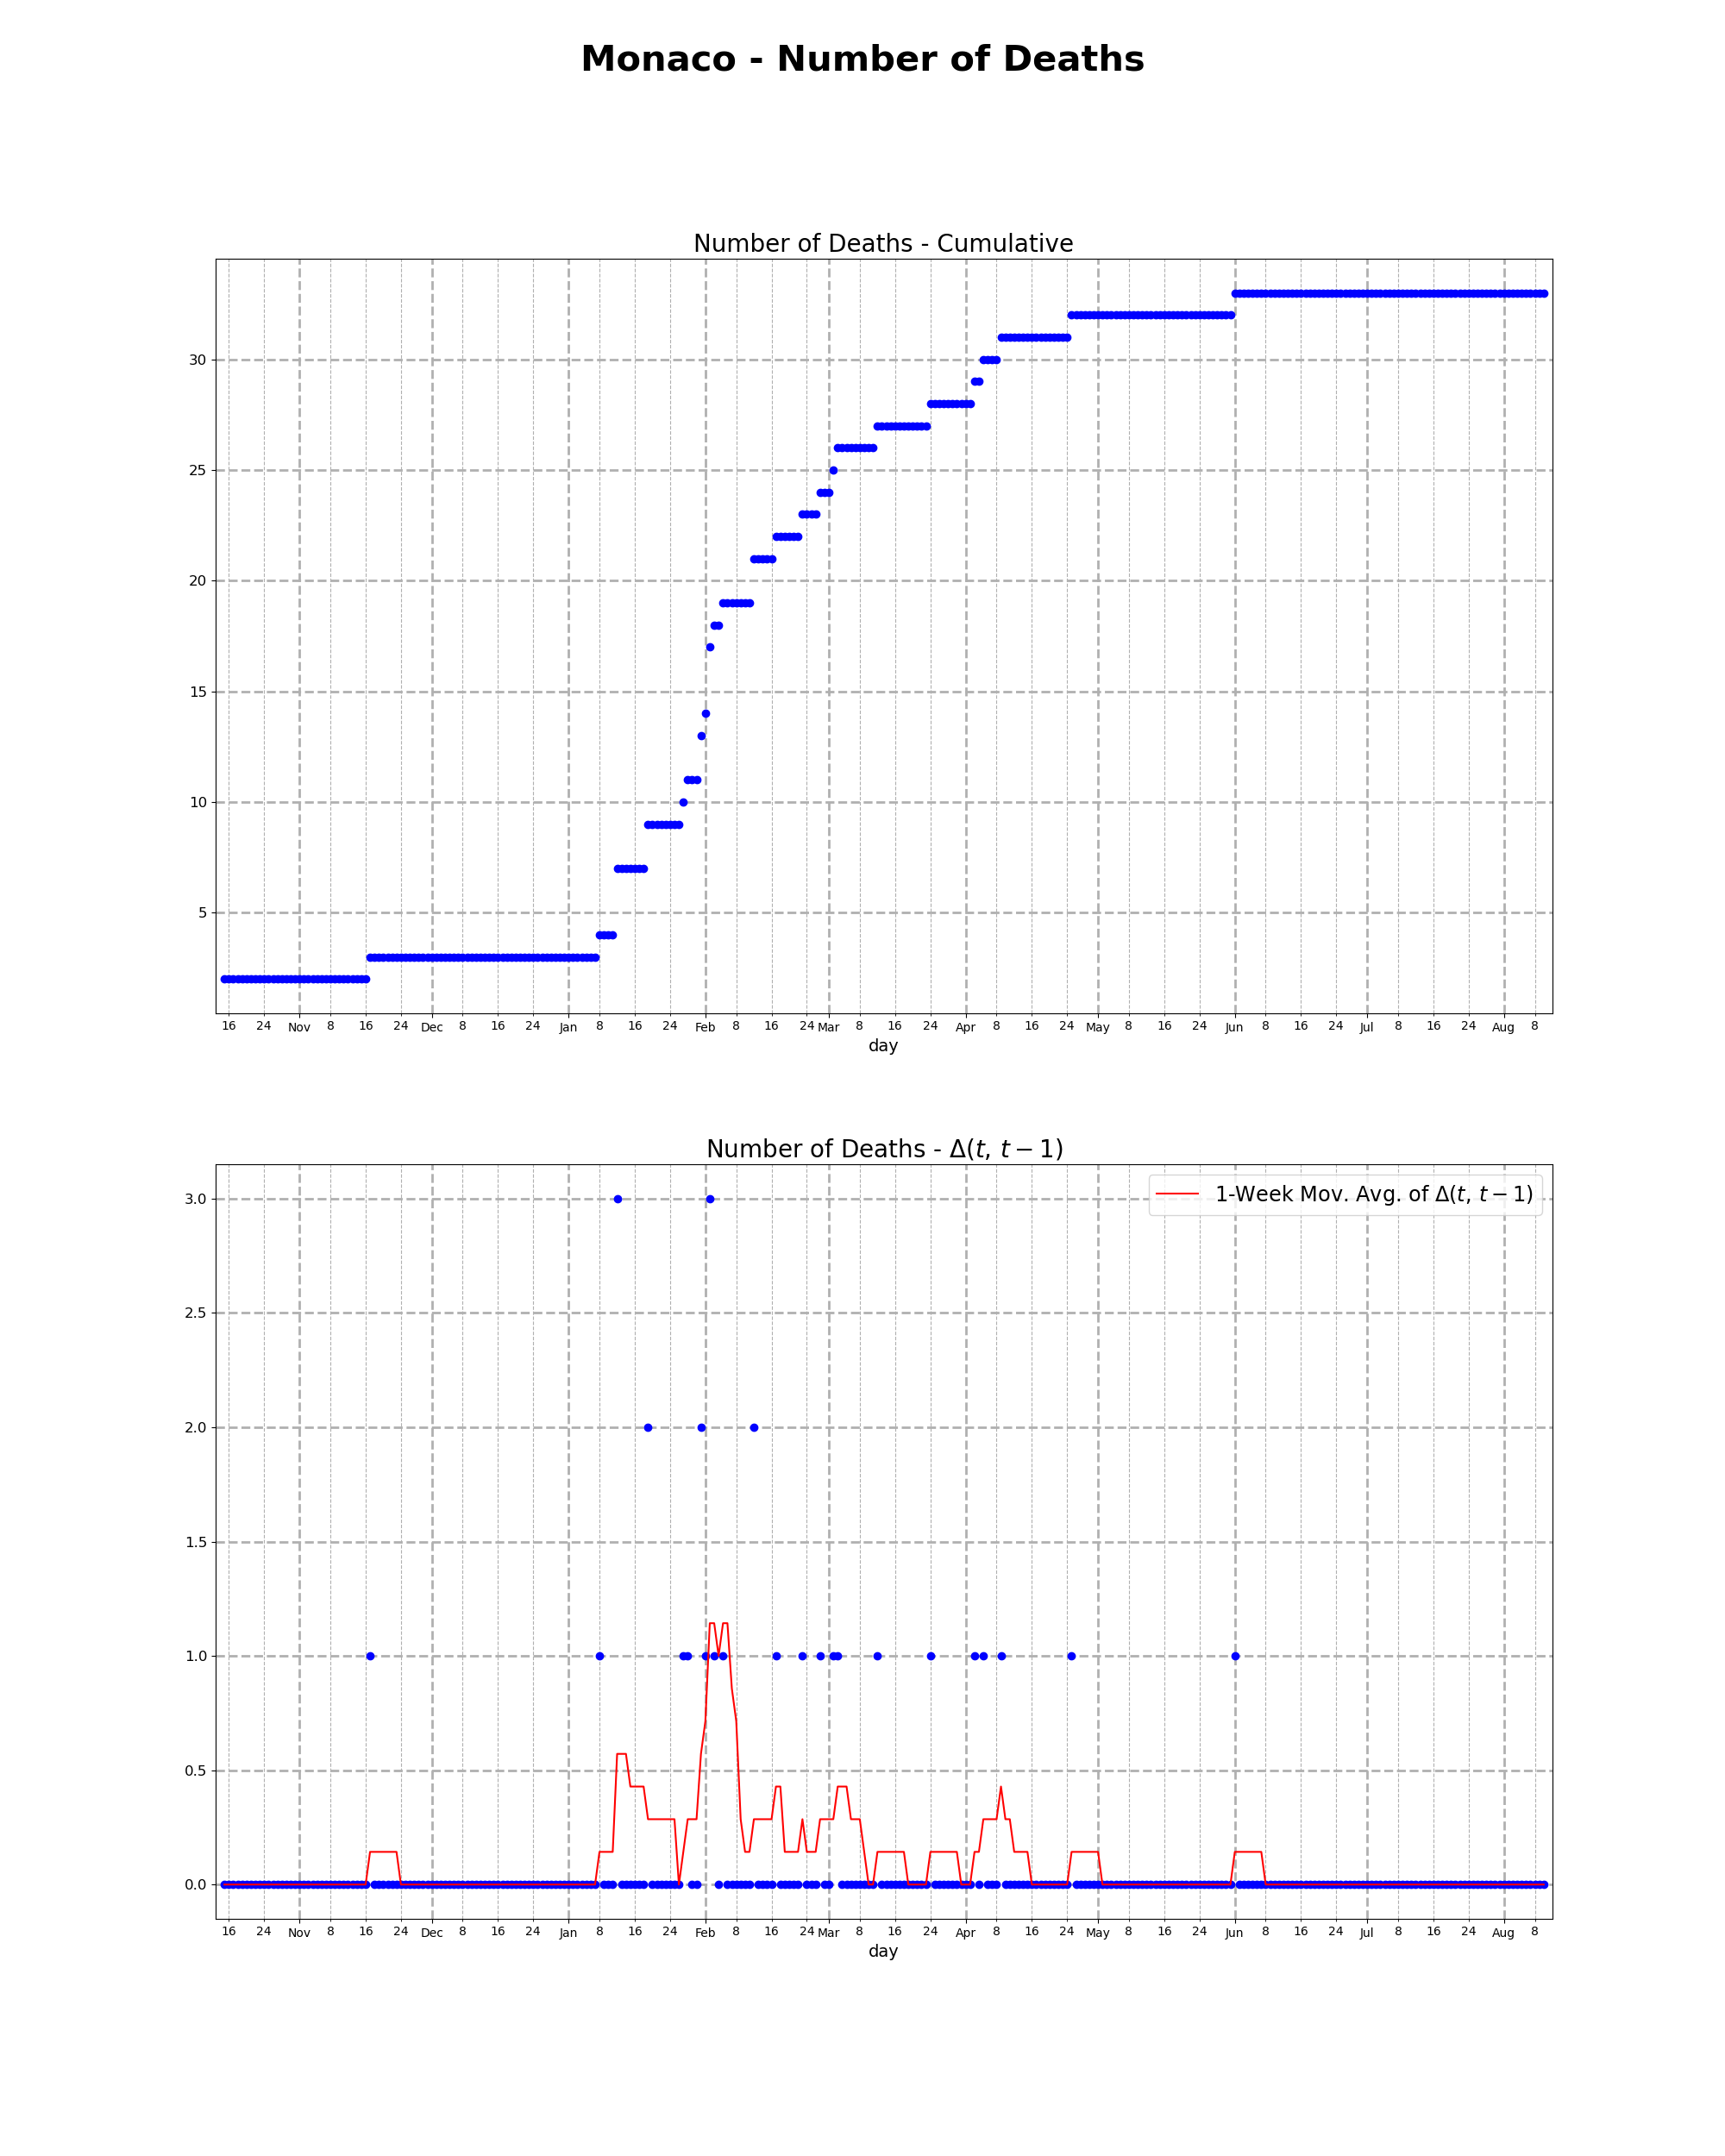 Monaco - Number of Deaths
Number of Deaths - Cumulative
30
25
20
15
10
5
16 24 Nov 8 16 24 Dec 8 16 24 Jan 8 16 24 Feb 8 16 24 Mar 8 16 24 Apr 8 16 24 May 8 16 24 Jun 8 16 24 Jul 8 16 24 Aug 8
day
Number of Deaths - Δ(t, t − 1)
1-Week Mov. Avg. of Δ(t, t − 1)
3.0
2.5
2.0
1.5
1.0
0.5
0.0
16 24 Nov 8 16 24 Dec 8 16 24 Jan 8 16 24 Feb 8 16 24 Mar 8 16 24 Apr 8 16 24 May 8 16 24 Jun 8 16 24 Jul 8 16 24 Aug 8
day